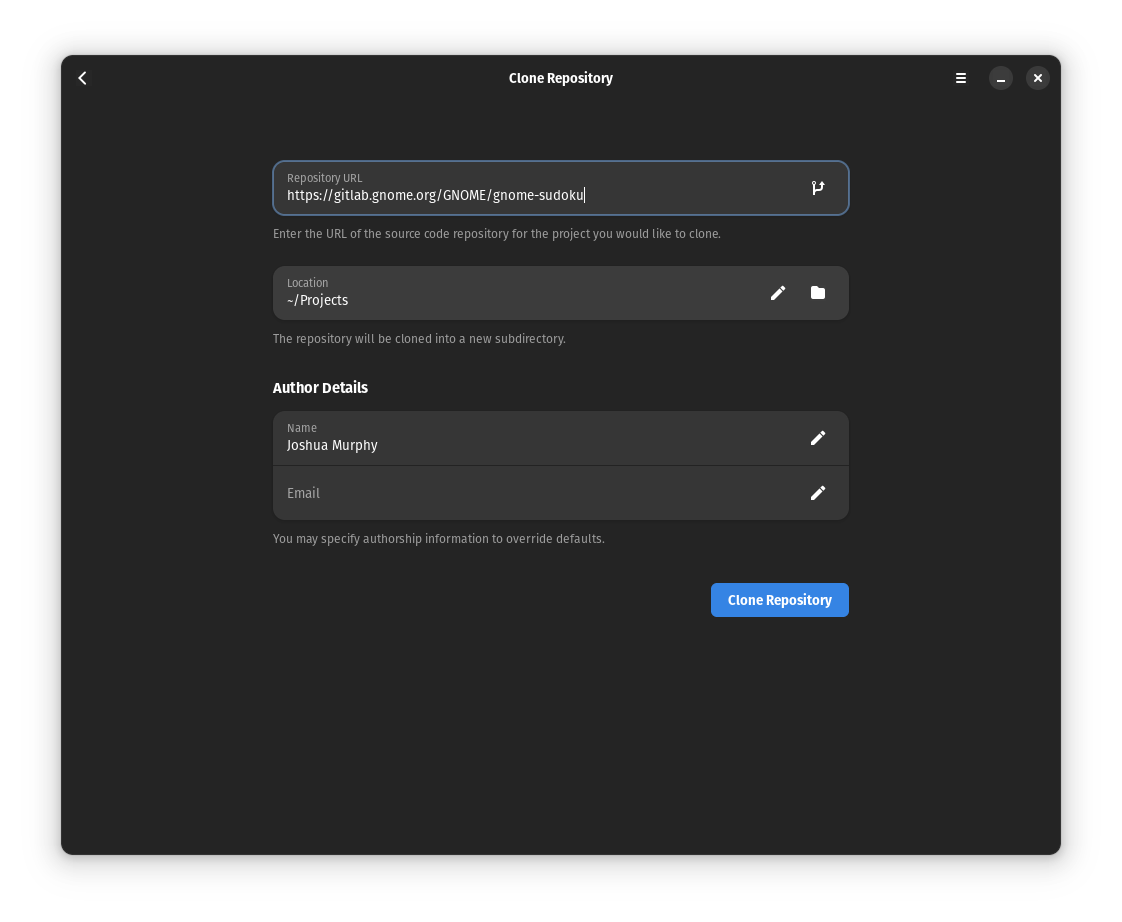 Clone Repository
Repository URL
https://gitlab.gnome.org/GNOME/gnome-sudoku
Enter the URL of the source code repository for the project you would like to clone.
Location
~/Projects
The repository will be cloned into a new subdirectory.
Author Details
Name
Joshua Murphy
Email
You may specify authorship information to override defaults.
Clone Repository